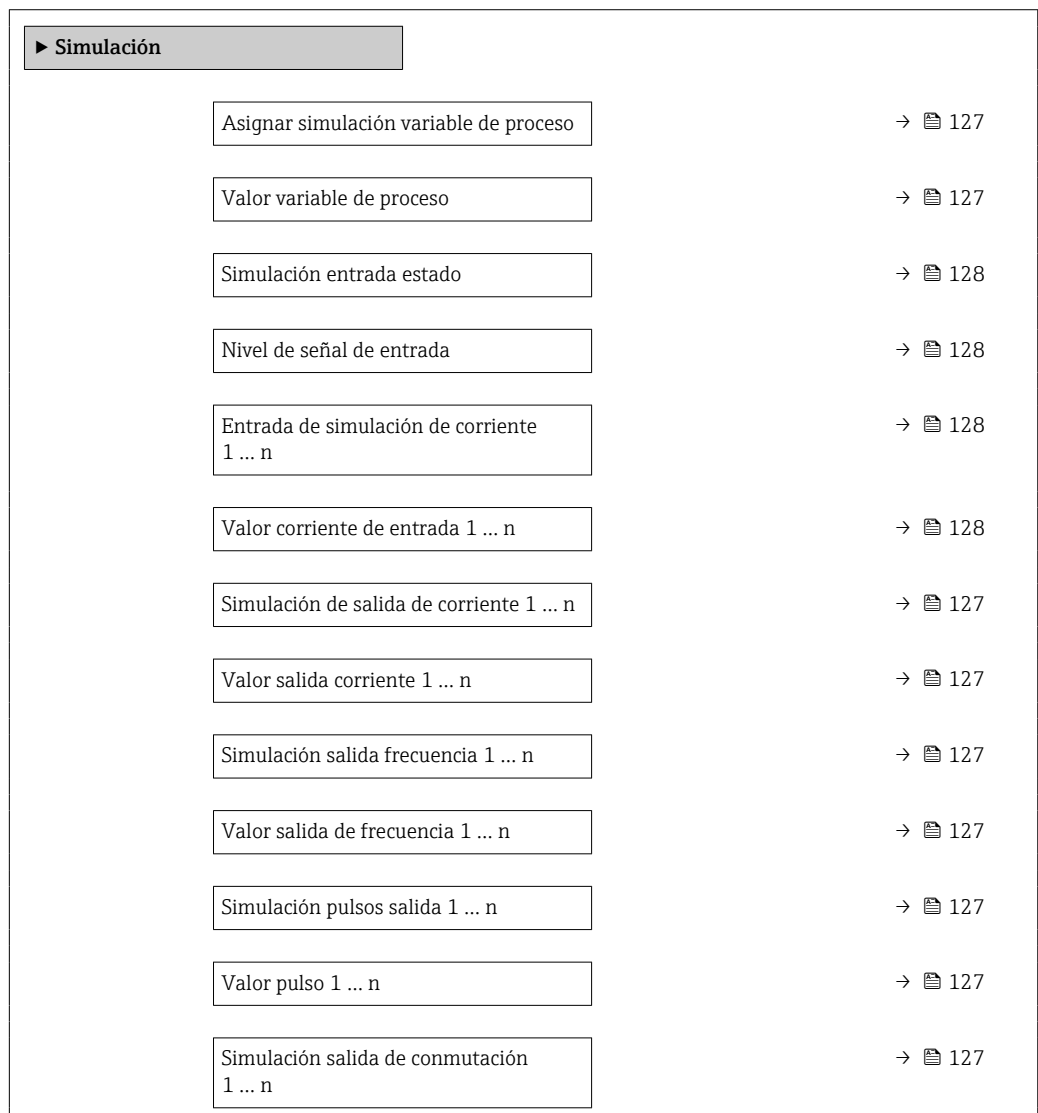 ▶ Simulación
Asignar simulación variable de proceso → 127
Valor variable de proceso → 127
Simulación entrada estado → 128
Nivel de señal de entrada → 128
Entrada de simulación de corriente → 128
1 … n
Valor corriente de entrada 1 … n → 128
Simulación de salida de corriente 1 … n → 127
Valor salida corriente 1 … n → 127
Simulación salida frecuencia 1 … n → 127
Valor salida de frecuencia 1 … n → 127
Simulación pulsos salida 1 … n → 127
Valor pulso 1 … n → 127
Simulación salida de conmutación → 127
1 … n